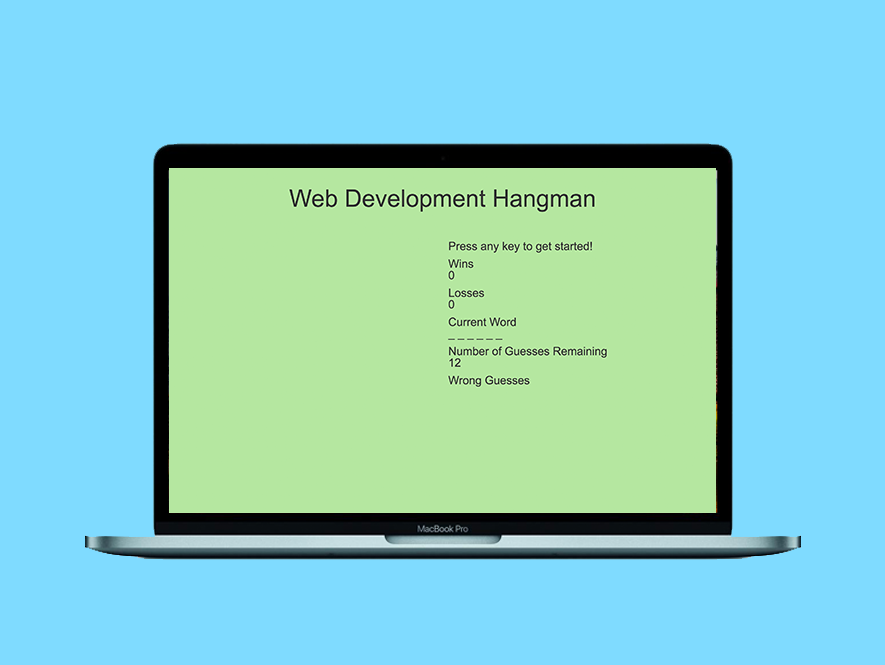 Web Development Hangman
Press any key to get started!
Wins
0
Losses
0
Current Word
_ _ _ _ _ _
Number of Guesses Remaining
12
Wrong Guesses
MacBook Pro